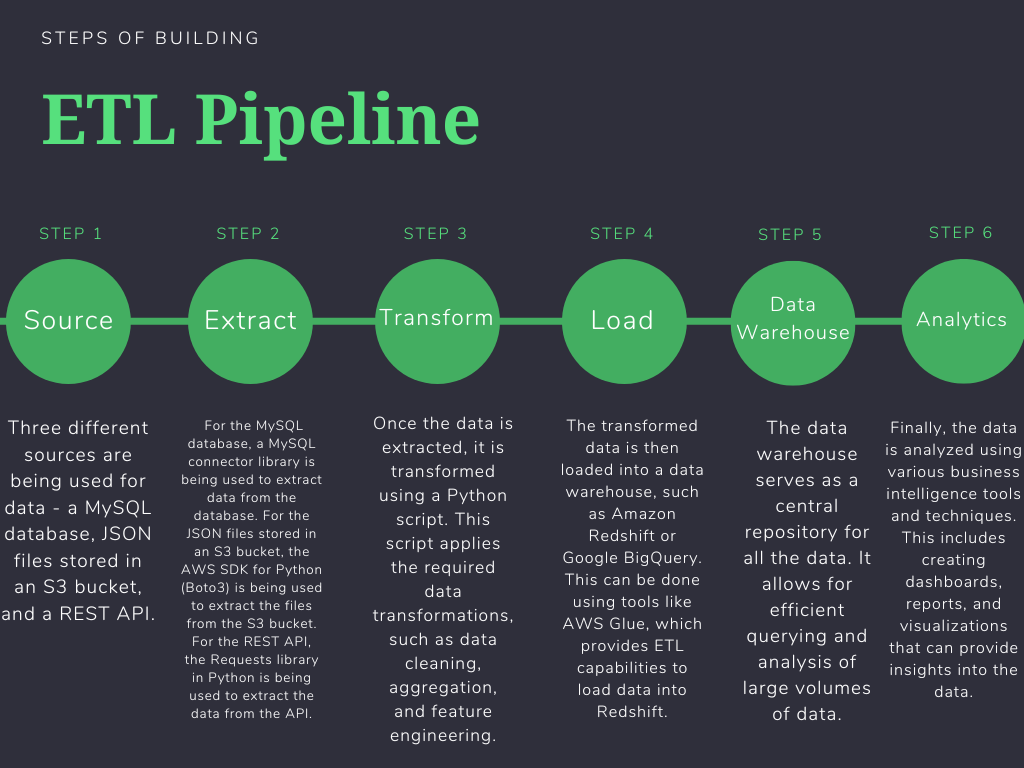 STEPS OF BUILDING
ETL Pipeline
STEP 1
Source
Three different
sources are
being used for
data - a MySQL
database, JSON
files stored in
an S3 bucket,
and a REST API.
STEP 2
Extract
For the MySQL
database, a MySQL
connector library is
being used to extract
data from the
database. For the
JSON files stored in
an S3 bucket, the
AWS SDK for Python
(Boto3) is being used
to extract the files
from the S3 bucket.
For the REST API,
the Requests library
in Python is being
used to extract the
data from the API.
STEP 3
Transform
Once the data is
extracted, it is
transformed
using a Python
script. This
script applies
the required
data
transformations,
such as data
cleaning,
aggregation,
and feature
engineering.
STEP 4
Load
The transformed
data is then
loaded into a data
warehouse, such
as Amazon
Redshift or
Google BigQuery.
This can be done
using tools like
AWS Glue, which
provides ETL
capabilities to
load data into
Redshift.
STEP 5
Data
Warehouse
The data
warehouse
serves as a
central
repository for
all the data. It
allows for
efficient
querying and
analysis of
large volumes
of data.
STEP 6
Analytics
Finally, the data
is analyzed using
various business
intelligence tools
and techniques.
This includes
creating
dashboards,
reports, and
visualizations
that can provide
insights into the
data.